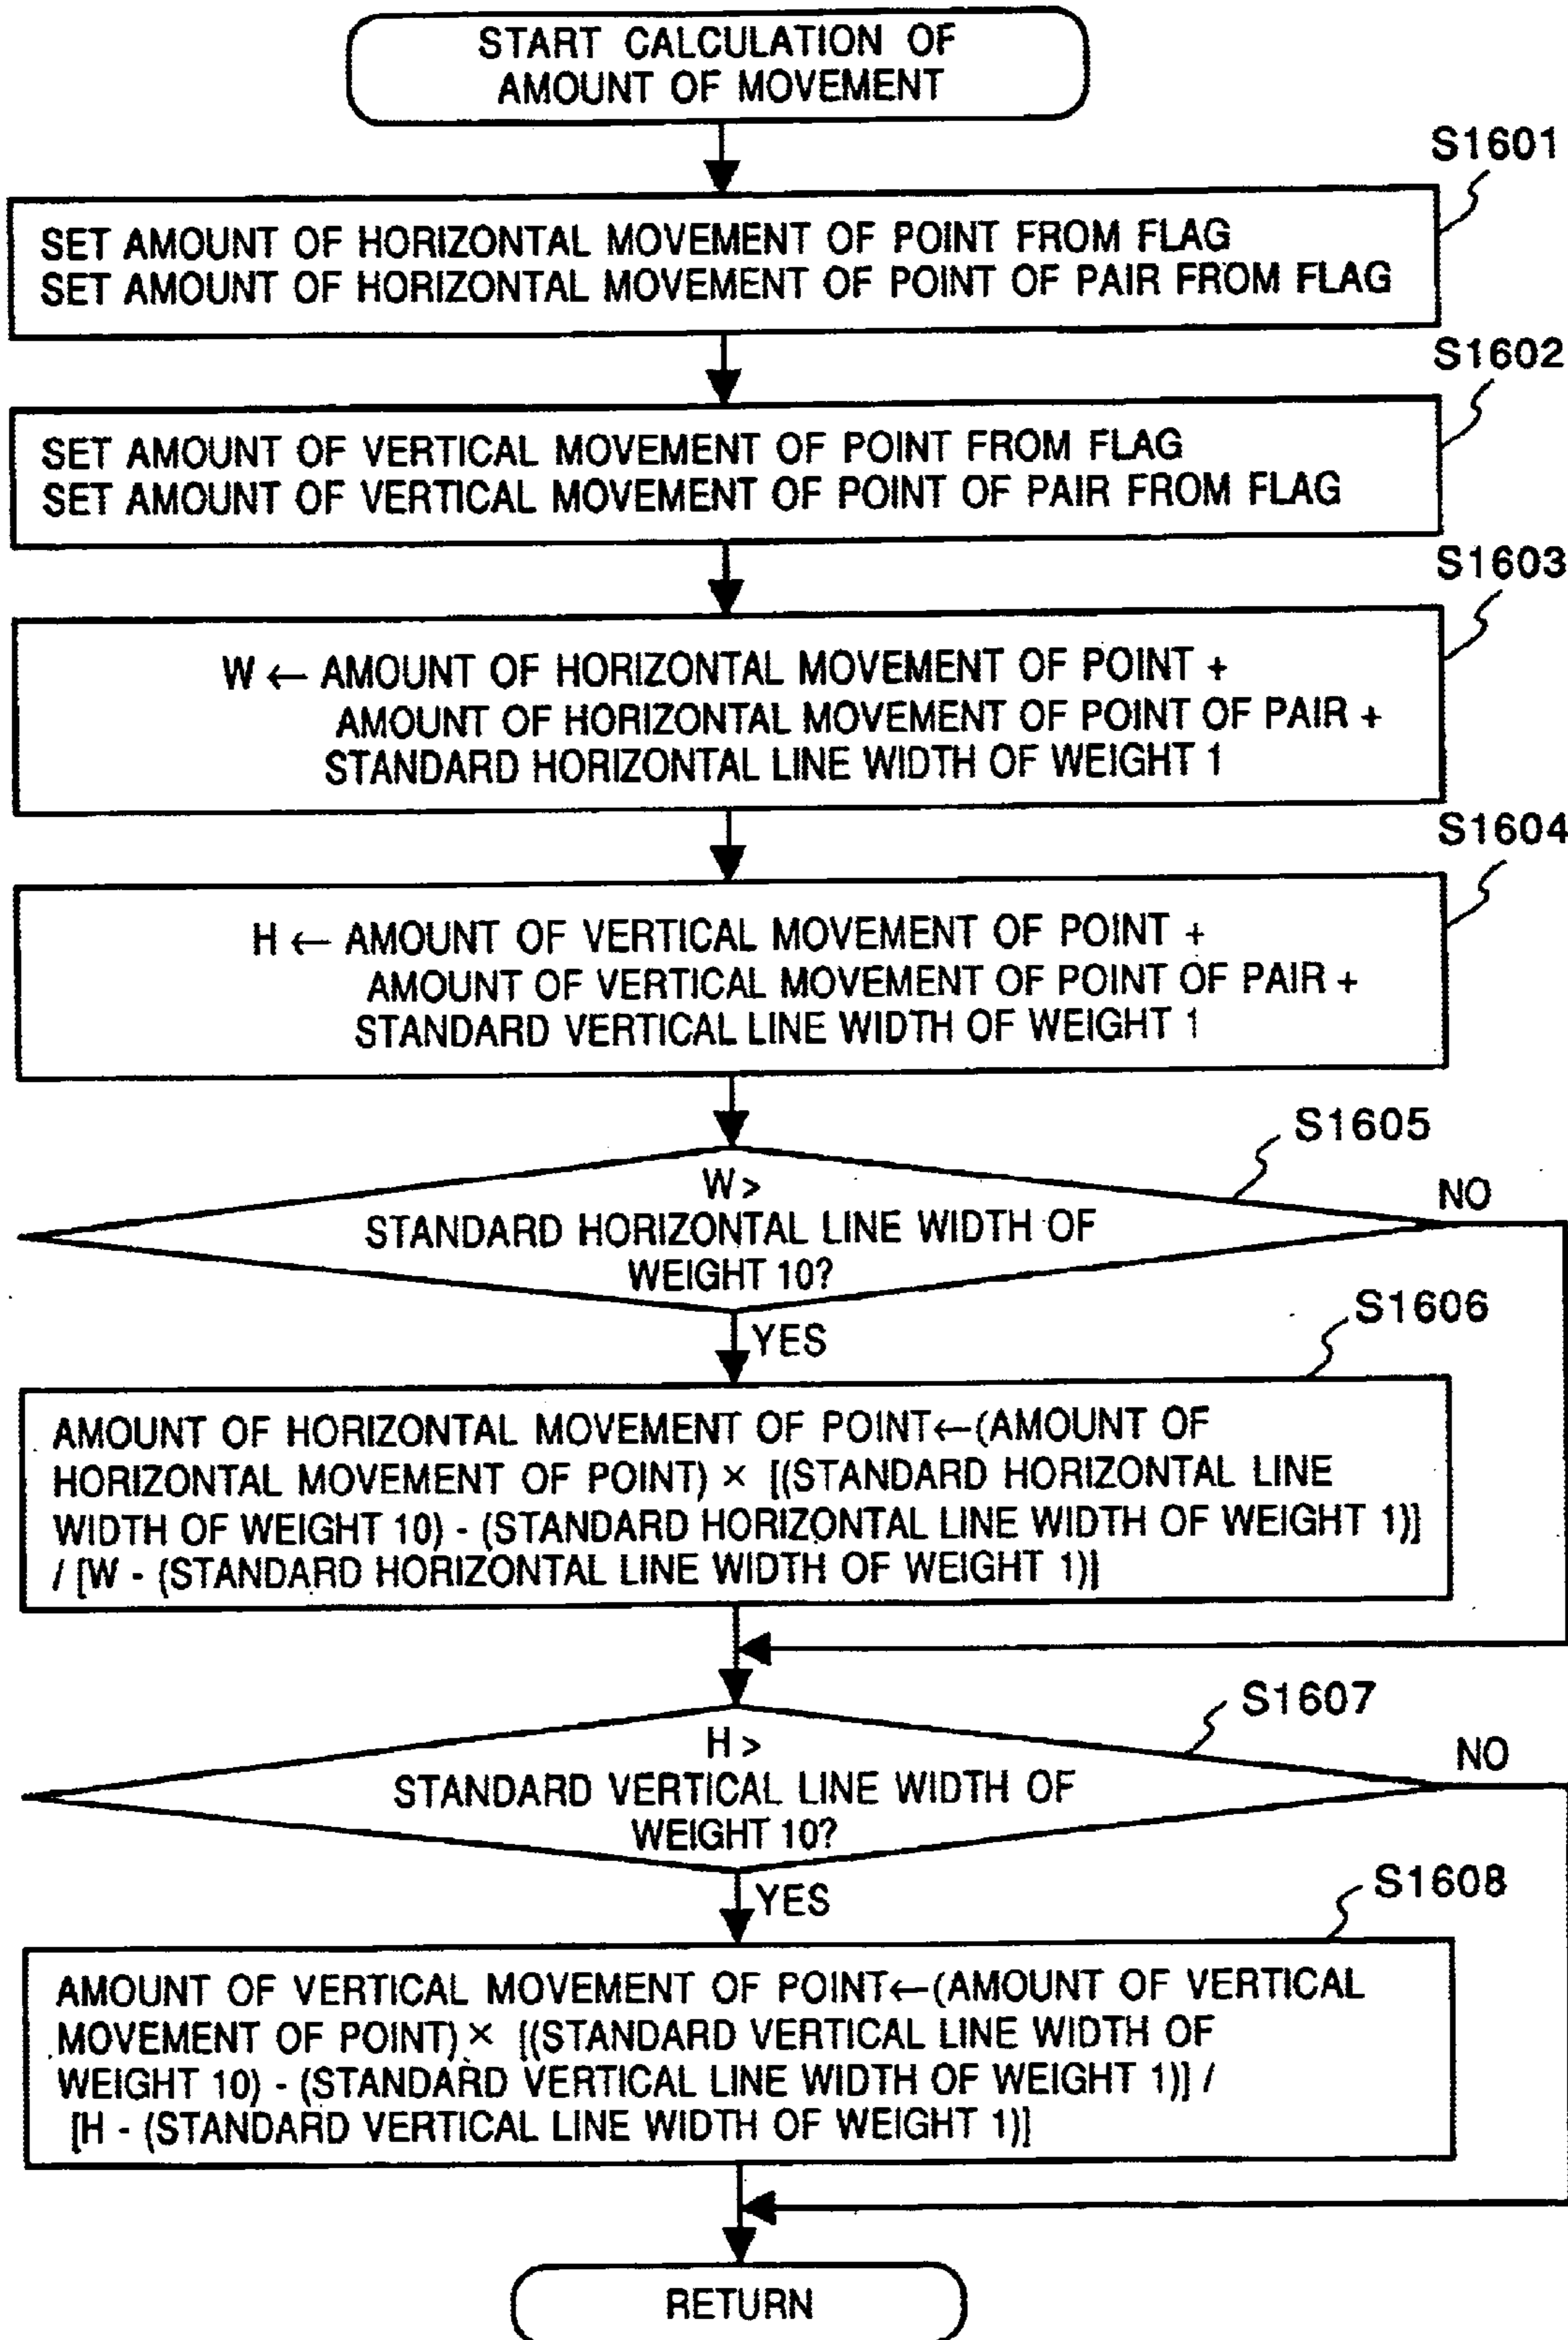 START CALCULATION OF
AMOUNT OF MOVEMENT
S1601
SET AMOUNT OF HORIZONTAL MOVEMENT OF POINT FROM FLAG
SET AMOUNT OF HORIZONTAL MOVEMENT OF POINT OF PAIR FROM FLAG
S1602
SET AMOUNT OF VERTICAL MOVEMENT OF POINT FROM FLAG
SET AMOUNT OF VERTICAL MOVEMENT OF POINT OF PAIR FROM FLAG
S1603
W ← AMOUNT OF HORIZONTAL MOVEMENT OF POINT +
AMOUNT OF HORIZONTAL MOVEMENT OF POINT OF PAIR +
STANDARD HORIZONTAL LINE WIDTH OF WEIGHT 1
S1604
H ← AMOUNT OF VERTICAL MOVEMENT OF POINT +
AMOUNT OF VERTICAL MOVEMENT OF POINT OF PAIR +
STANDARD VERTICAL LINE WIDTH OF WEIGHT 1
S1605
W >
STANDARD HORIZONTAL LINE WIDTH OF
WEIGHT 10?
NO
YES
S1606
AMOUNT OF HORIZONTAL MOVEMENT OF POINT←(AMOUNT OF
HORIZONTAL MOVEMENT OF POINT) × [(STANDARD HORIZONTAL LINE
WIDTH OF WEIGHT 10) - (STANDARD HORIZONTAL LINE WIDTH OF WEIGHT 1)]
/ [W - (STANDARD HORIZONTAL LINE WIDTH OF WEIGHT 1)]
S1607
H >
STANDARD VERTICAL LINE WIDTH OF
WEIGHT 10?
NO
YES
S1608
AMOUNT OF VERTICAL MOVEMENT OF POINT←(AMOUNT OF VERTICAL
MOVEMENT OF POINT) × [(STANDARD VERTICAL LINE WIDTH OF
WEIGHT 10) - (STANDARD VERTICAL LINE WIDTH OF WEIGHT 1)] /
[H - (STANDARD VERTICAL LINE WIDTH OF WEIGHT 1)]
RETURN